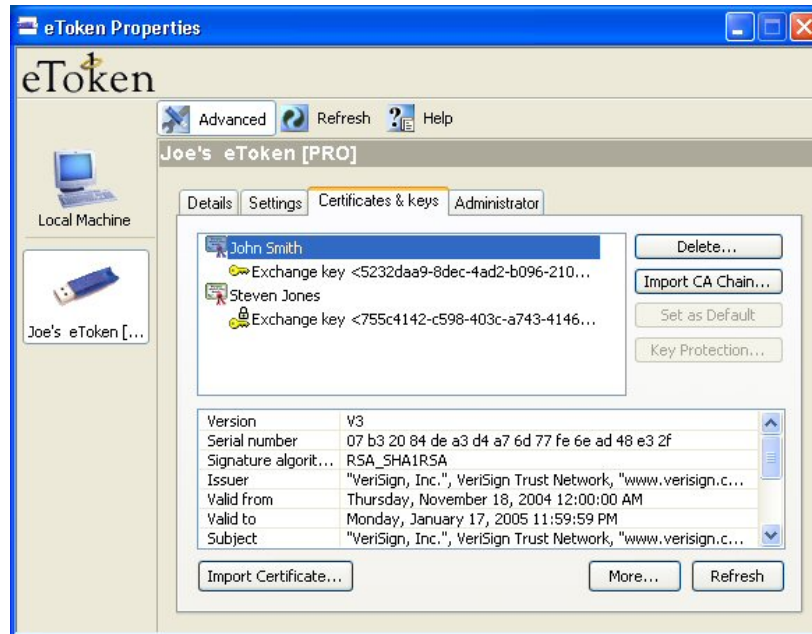 eToken Properties
eToken
Advanced Refresh Help
Joe's eToken [PRO]
Local Machine
Joe's eToken [...
Details Settings Certificates & keys Administrator
John Smith
Exchange key <5232daa9-8dec-4ad2-b096-210...
Steven Jones
Exchange key <755c4142-c598-403c-a743-4146...
Delete...
Import CA Chain...
Set as Default
Key Protection...
Version V3
Serial number 07 b3 20 84 de a3 d4 a7 6d 77 fe 6e ad 48 e3 2f
Signature algorit... RSA_SHA1RSA
Issuer "VeriSign, Inc.", VeriSign Trust Network, "www.verisign.c...
Valid from Thursday, November 18, 2004 12:00:00 AM
Valid to Monday, January 17, 2005 11:59:59 PM
Subject "VeriSign, Inc.", VeriSign Trust Network, "www.verisign.c...
Import Certificate... More... Refresh